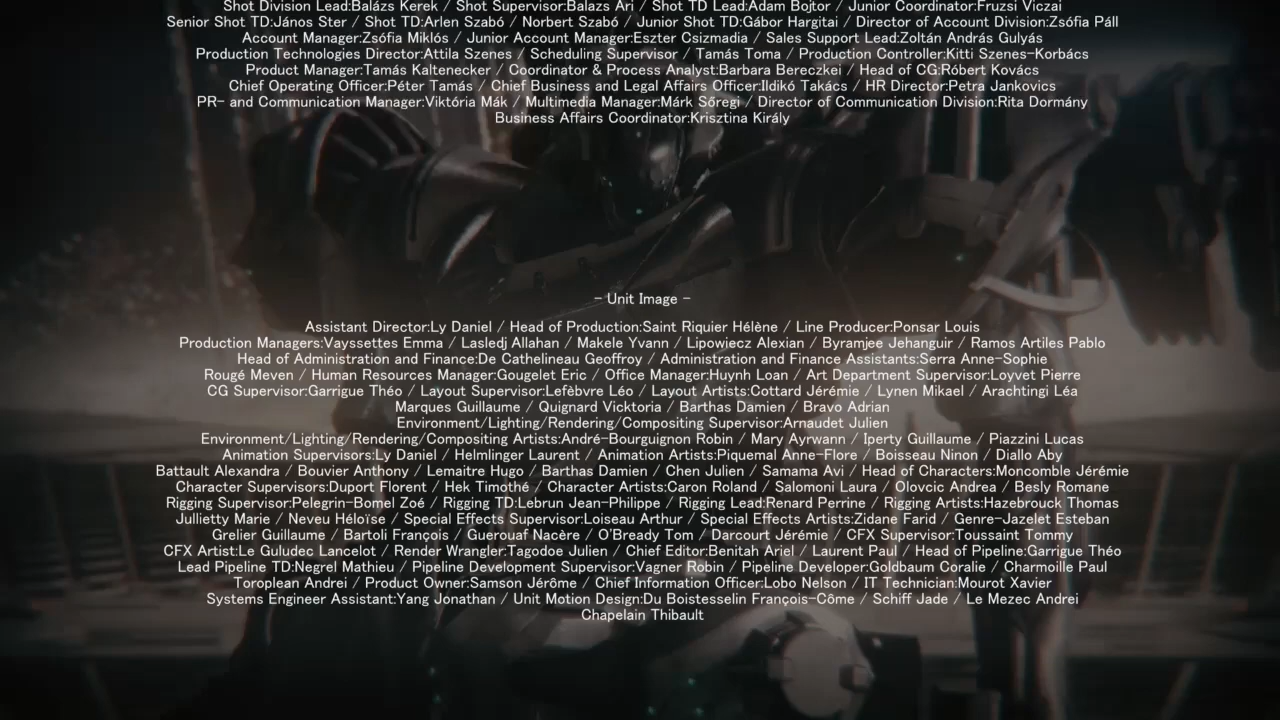 Shot Division Lead:Balázs Kerek / Shot Supervisor:Balazs Ari / Shot TD Lead:Adam Bojtor / Junior Coordinator:Fruzsi Viczai
Senior Shot TD:János Ster / Shot TD:Arlen Szabó / Norbert Szabó / Junior Shot TD:Gábor Hargitai / Director of Account Division:Zsófia Páll
Account Manager:Zsófia Miklós / Junior Account Manager:Eszter Csizmadia / Sales Support Lead:Zoltán András Gulyás
Production Technologies Director:Attila Szenes / Scheduling Supervisor / Tamás Toma / Production Controller:Kitti Szenes-Korbács
Product Manager:Tamás Kaltenecker / Coordinator & Process Analyst:Barbara Bereczkei / Head of CG:Róbert Kovács
Chief Operating Officer:Péter Tamás / Chief Business and Legal Affairs Officer:Ildikó Takács / HR Director:Petra Jankovics
PR- and Communication Manager:Viktória Mák / Multimedia Manager:Márk Sőregi / Director of Communication Division:Rita Dormány
Business Affairs Coordinator:Krisztina Király
- Unit Image -
Assistant Director:Ly Daniel / Head of Production:Saint Riquier Hélène / Line Producer:Ponsar Louis
Production Managers:Vayssettes Emma / Lasledj Allahan / Makele Yvann / Lipowiecz Alexian / Byramjee Jehanguir / Ramos Artiles Pablo
Head of Administration and Finance:De Cathelineau Geoffroy / Administration and Finance Assistants:Serra Anne-Sophie
Rougé Meven / Human Resources Manager:Gougelet Eric / Office Manager:Huynh Loan / Art Department Supervisor:Loyvet Pierre
CG Supervisor:Garrigue Théo / Layout Supervisor:Lefèbvre Léo / Layout Artists:Cottard Jérémie / Lynen Mikael / Arachtingi Léa
Marques Guillaume / Quignard Vicktoria / Barthas Damien / Bravo Adrian
Environment/Lighting/Rendering/Compositing Supervisor:Arnaudet Julien
Environment/Lighting/Rendering/Compositing Artists:André-Bourguignon Robin / Mary Ayrwann / Iperty Guillaume / Piazzini Lucas
Animation Supervisors:Ly Daniel / Helmlinger Laurent / Animation Artists:Piquemal Anne-Flore / Boisseau Ninon / Diallo Aby
Battault Alexandra / Bouvier Anthony / Lemaitre Hugo / Barthas Damien / Chen Julien / Samama Avi / Head of Characters:Moncomble Jérémie
Character Supervisors:Duport Florent / Hek Timothé / Character Artists:Caron Roland / Salomoni Laura / Olovcic Andrea / Besly Romane
Rigging Supervisor:Pelegrin-Bomel Zoé / Rigging TD:Lebrun Jean-Philippe / Rigging Lead:Renard Perrine / Rigging Artists:Hazebrouck Thomas
Jullietty Marie / Neveu Héloïse / Special Effects Supervisor:Loiseau Arthur / Special Effects Artists:Zidane Farid / Genre-Jazelet Esteban
Grelier Guillaume / Bartoli François / Guerouaf Nacère / O'Bready Tom / Darcourt Jérémie / CFX Supervisor:Toussaint Tommy
CFX Artist:Le Guludec Lancelot / Render Wrangler:Tagodoe Julien / Chief Editor:Benitah Ariel / Laurent Paul / Head of Pipeline:Garrigue Théo
Lead Pipeline TD:Negrel Mathieu / Pipeline Development Supervisor:Vagner Robin / Pipeline Developer:Goldbaum Coralie / Charmoille Paul
Toroplean Andrei / Product Owner:Samson Jérôme / Chief Information Officer:Lobo Nelson / IT Technician:Mourot Xavier
Systems Engineer Assistant:Yang Jonathan / Unit Motion Design:Du Boistesselin François-Côme / Schiff Jade / Le Mezec Andrei
Chapelain Thibault